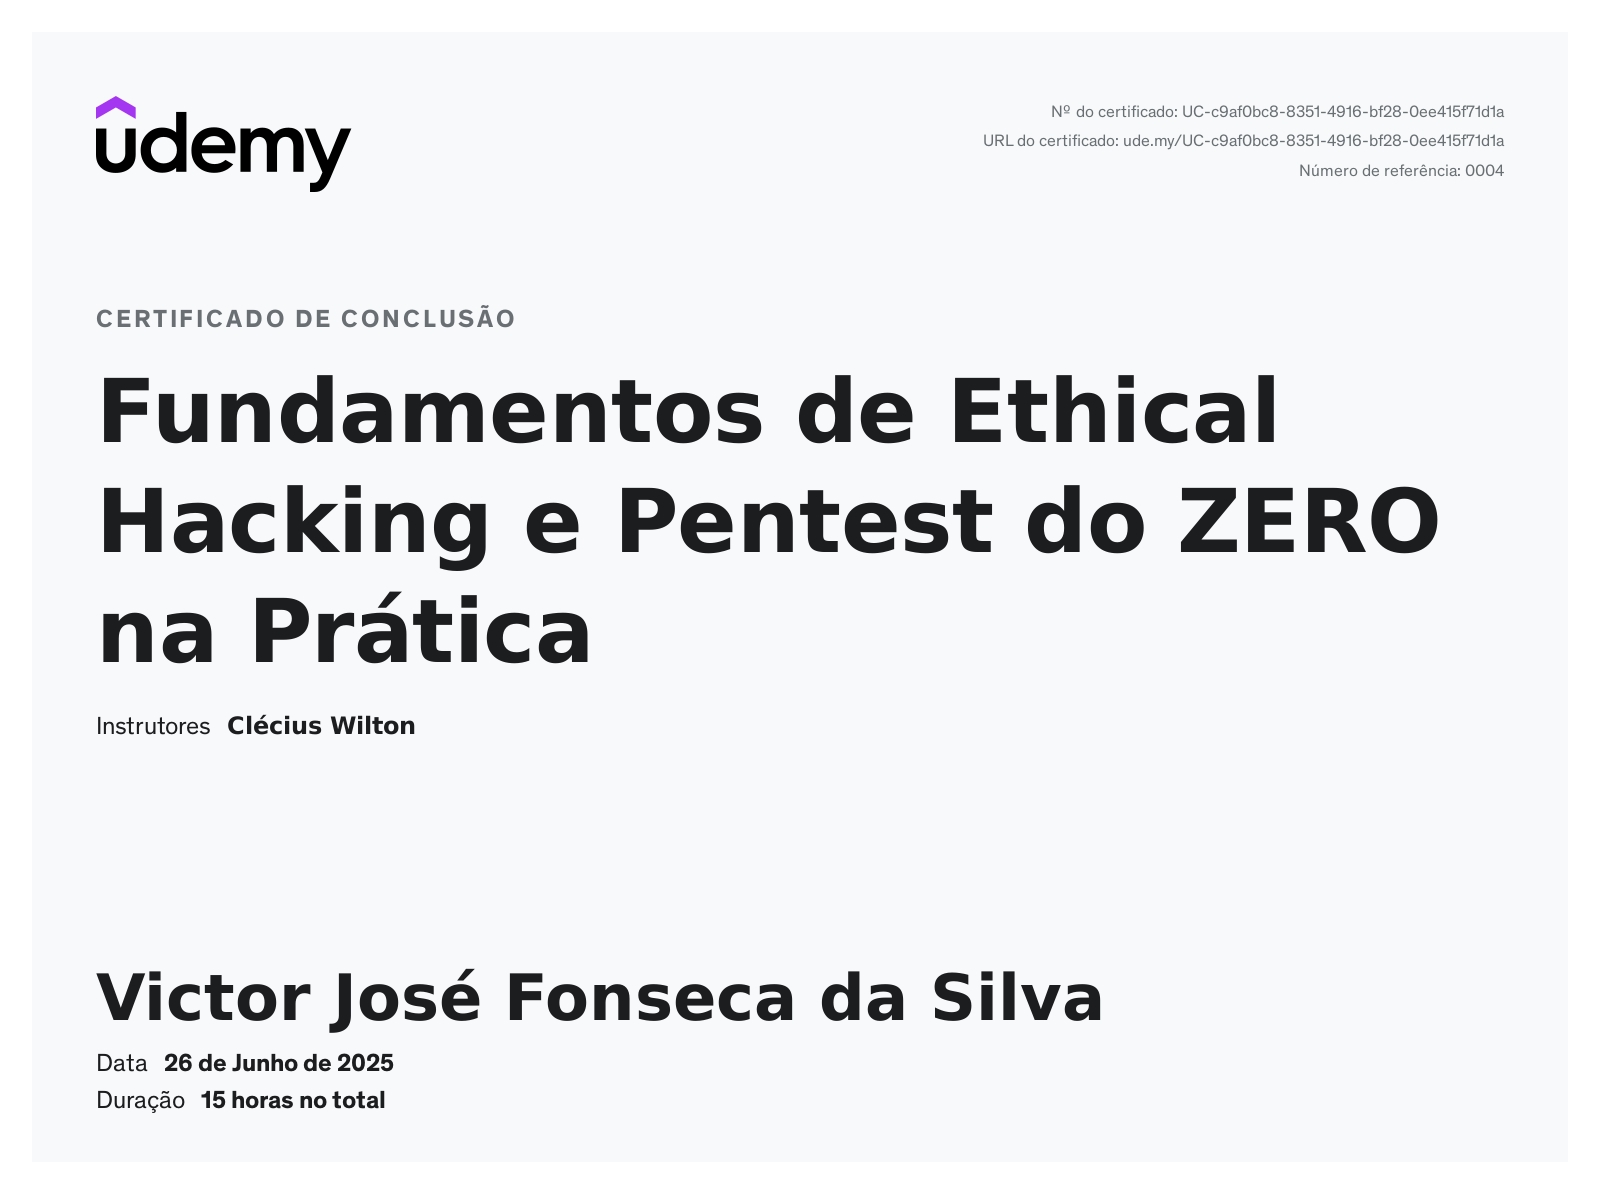 udemy
Nº do certificado: UC-c9af0bc8-8351-4916-bf28-0ee415f71d1a
URL do certificado: ude.my/UC-c9af0bc8-8351-4916-bf28-0ee415f71d1a
Número de referência: 0004
CERTIFICADO DE CONCLUSÃO
Fundamentos de Ethical
Hacking e Pentest do ZERO
na Prática
Instrutores Clécius Wilton
Victor José Fonseca da Silva
Data 26 de Junho de 2025
Duração 15 horas no total